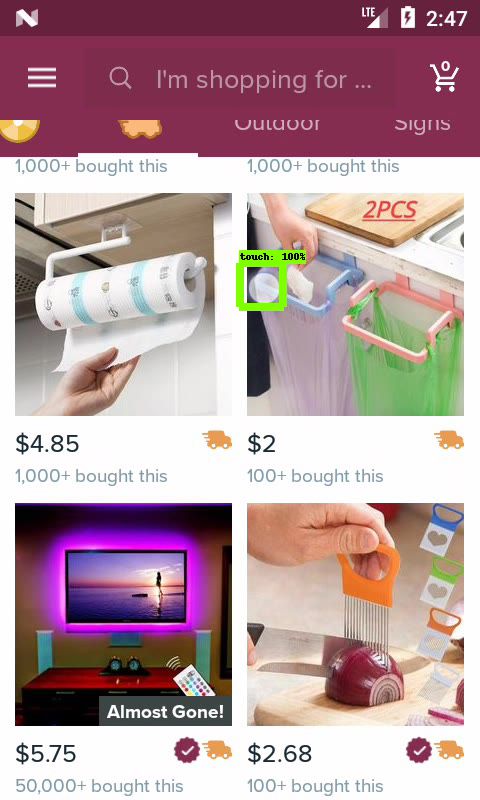 LTE 2:47
I'm shopping for ...
0
Outdoor Signs
1,000+ bought this 1,000+ bought this
2PCS
touch: 100%
$4.85 $2
1,000+ bought this 100+ bought this
Almost Gone!
$5.75 $2.68
50,000+ bought this 100+ bought this